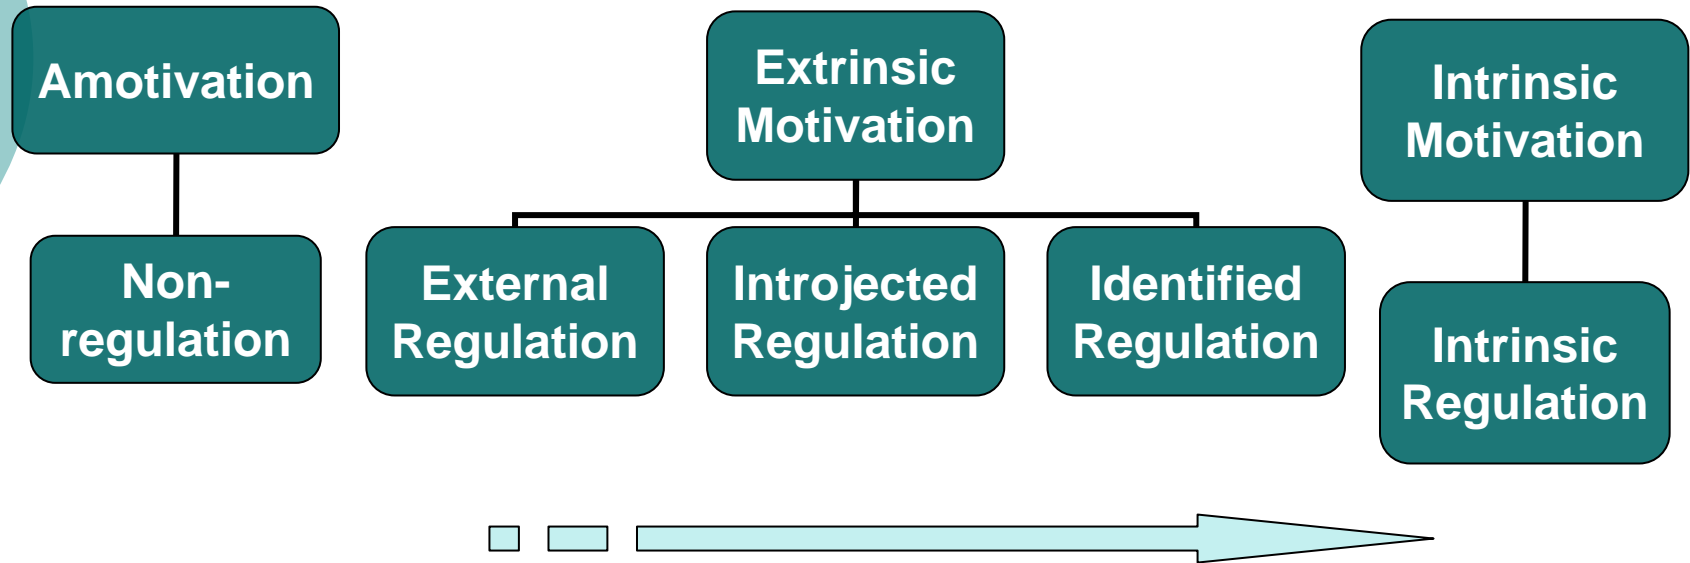 Amotivation
Extrinsic
Motivation
Intrinsic
Motivation
Non-
regulation
External
Regulation
Introjected
Regulation
Identified
Regulation
Intrinsic
Regulation